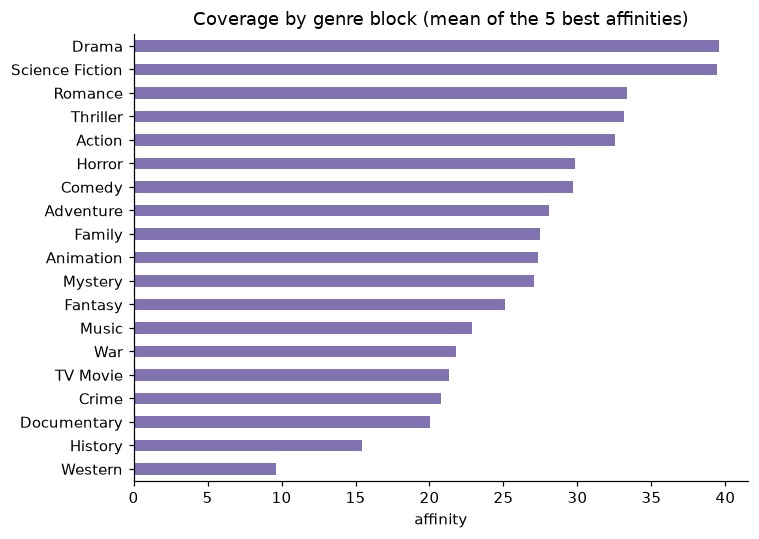 Coverage by genre block (mean of the 5 best affinities)
Drama
Science Fiction
Romance
Thriller
Action
Horror
Comedy
Adventure
Family
Animation
Mystery
Fantasy
Music
War
TV Movie
Crime
Documentary
History
Western
0 5 10 15 20 25 30 35 40
affinity